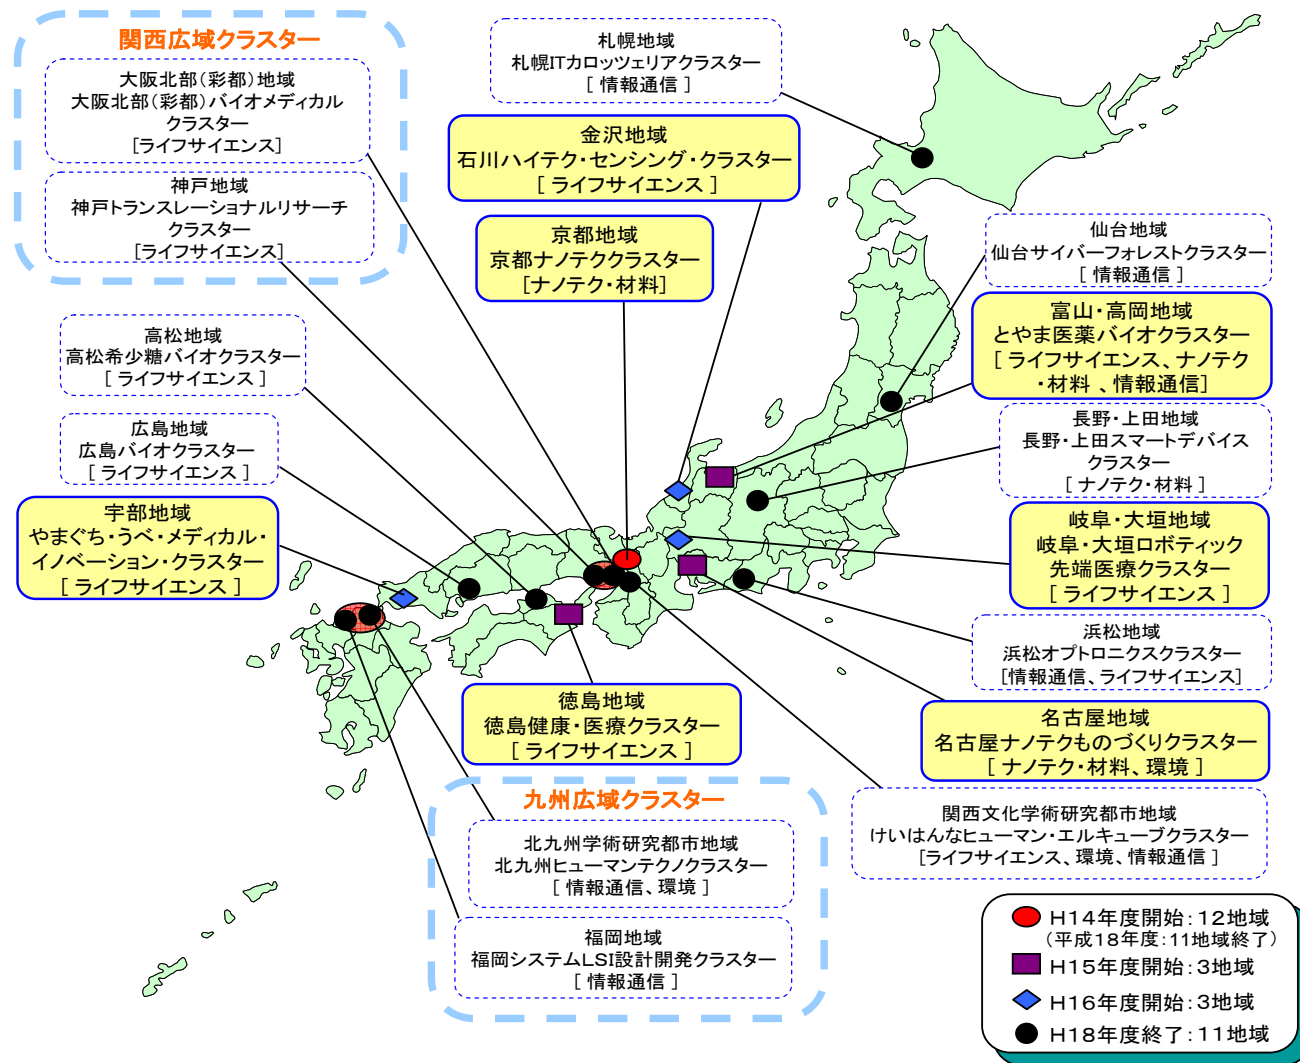 関西広域クラスター
大阪北部(彩都)地域
大阪北部(彩都)バイオメディカル
クラスター
[ライフサイエンス]
神戸地域
神戸トランスレーショナルリサーチ
クラスター
[ライフサイエンス]
札幌地域
札幌ITカロッツェリアクラスター
[ 情報通信 ]
金沢地域
石川ハイテク・センシング・クラスター
[ ライフサイエンス ]
京都地域
京都ナノテククラスター
[ナノテク・材料]
仙台地域
仙台サイバーフォレストクラスター
[ 情報通信 ]
富山・高岡地域
とやま医薬バイオクラスター
[ ライフサイエンス、ナノテク
・材料 、情報通信]
高松地域
高松希少糖バイオクラスター
[ ライフサイエンス ]
広島地域
広島バイオクラスター
[ ライフサイエンス ]
長野・上田地域
長野・上田スマートデバイス
クラスター
[ ナノテク・材料 ]
宇部地域
やまぐち・うべ・メディカル・
イノベーション・クラスター
[ ライフサイエンス ]
岐阜・大垣地域
岐阜・大垣ロボティック
先端医療クラスター
[ ライフサイエンス ]
浜松地域
浜松オプトロニクスクラスター
[情報通信、ライフサイエンス]
徳島地域
徳島健康・医療クラスター
[ ライフサイエンス ]
名古屋地域
名古屋ナノテクものづくりクラスター
[ ナノテク・材料、環境 ]
九州広域クラスター
北九州学術研究都市地域
北九州ヒューマンテクノクラスター
[ 情報通信、環境 ]
福岡地域
福岡システムLSI設計開発クラスター
[ 情報通信 ]
関西文化学術研究都市地域
けいはんなヒューマン・エルキューブクラスター
[ライフサイエンス、環境、情報通信 ]
H14年度開始:12地域
(平成18年度:11地域終了)
H15年度開始:3地域
H16年度開始:3地域
H18年度終了:11地域